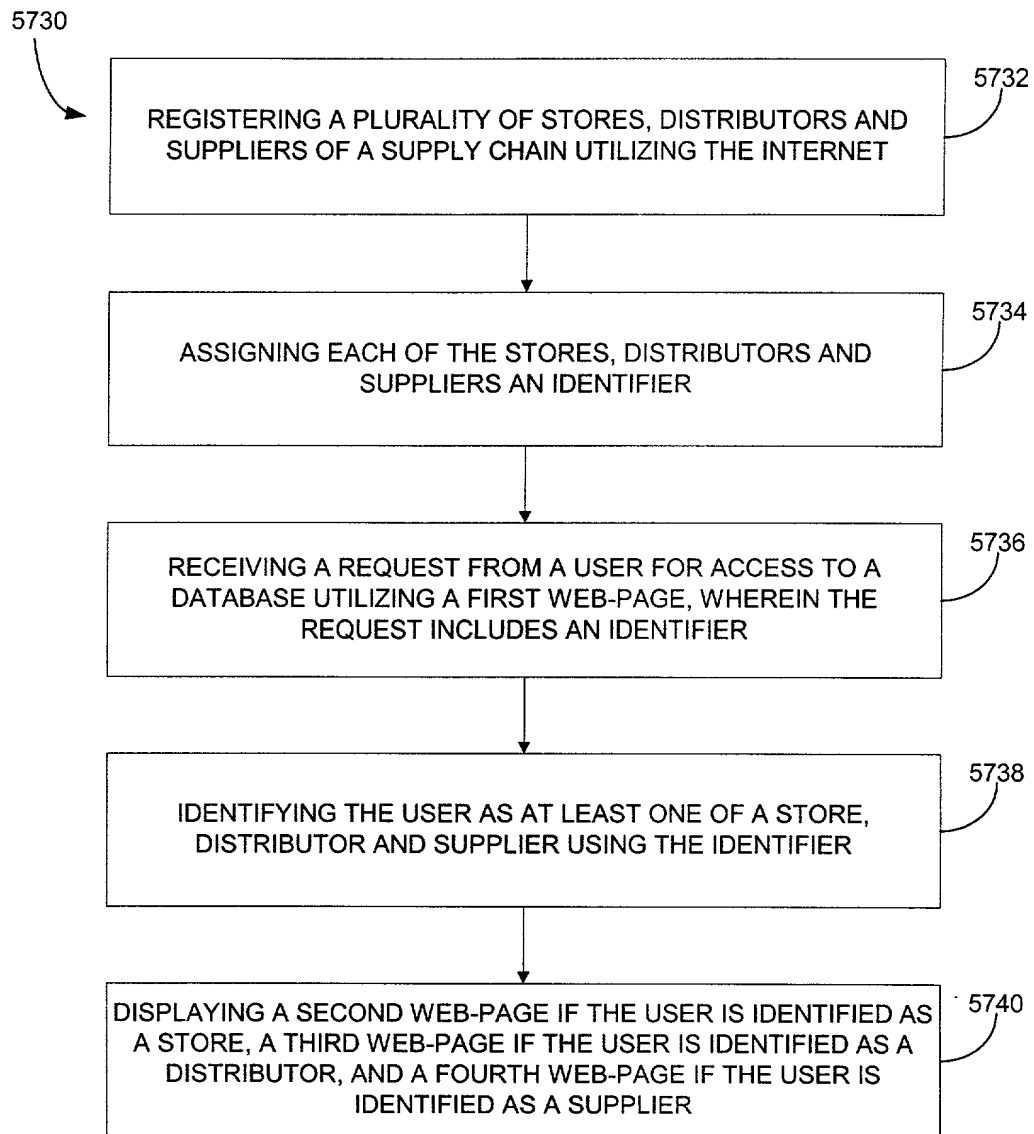 5730
5732
REGISTERING A PLURALITY OF STORES, DISTRIBUTORS AND
SUPPLIERS OF A SUPPLY CHAIN UTILIZING THE INTERNET
5734
ASSIGNING EACH OF THE STORES, DISTRIBUTORS AND
SUPPLIERS AN IDENTIFIER
5736
RECEIVING A REQUEST FROM A USER FOR ACCESS TO A
DATABASE UTILIZING A FIRST WEB-PAGE, WHEREIN THE
REQUEST INCLUDES AN IDENTIFIER
5738
IDENTIFYING THE USER AS AT LEAST ONE OF A STORE,
DISTRIBUTOR AND SUPPLIER USING THE IDENTIFIER
5740
DISPLAYING A SECOND WEB-PAGE IF THE USER IS IDENTIFIED AS
A STORE, A THIRD WEB-PAGE IF THE USER IS IDENTIFIED AS A
DISTRIBUTOR, AND A FOURTH WEB-PAGE IF THE USER IS
IDENTIFIED AS A SUPPLIER